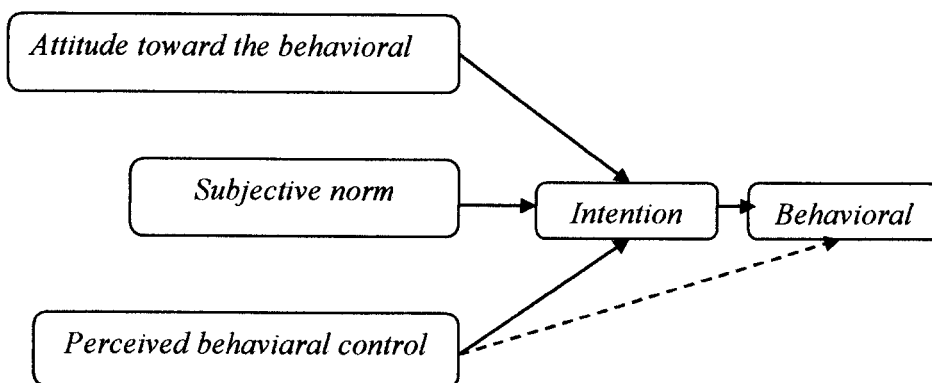 Attitude toward the behavioral
Subjective norm
Intention
Behavioral
Perceived behaviaral control